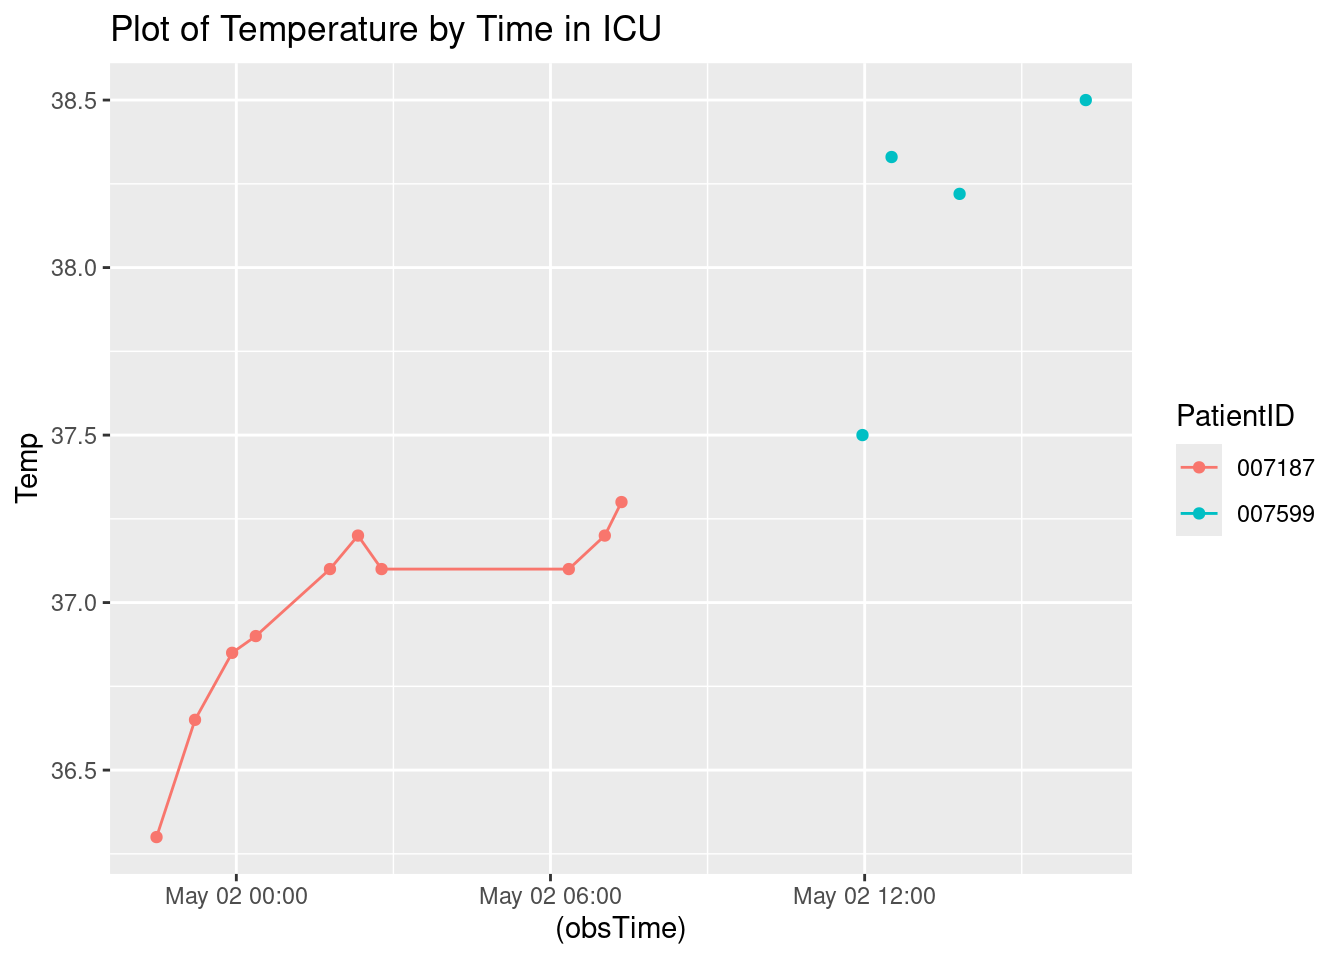 Plot of Temperature by Time in ICU
38.5
38.0
37.5
37.0
36.5
Temp
May 02 00:00
May 02 06:00
May 02 12:00
(obsTime)
PatientID
007187
007599